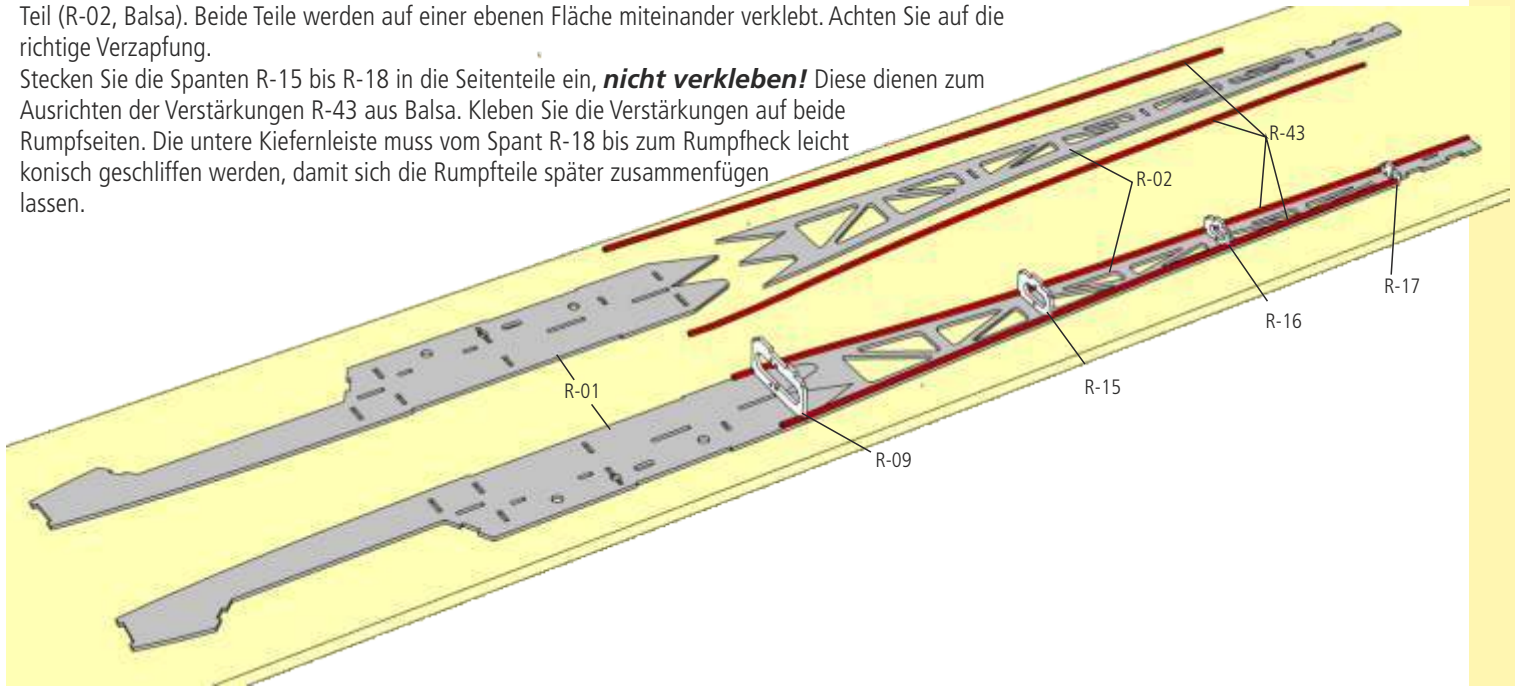 Teil (R-02, Balsa). Beide Teile werden auf einer ebenen Fläche miteinander verklebt. Achten Sie auf die
richtige Verzapfung.
Stecken Sie die Spanten R-15 bis R-18 in die Seitenteile ein, nicht verkleben! Diese dienen zum
Ausrichten der Verstärkungen R-43 aus Balsa. Kleben Sie die Verstärkungen auf beide
Rumpfseiten. Die untere Kiefernleiste muss vom Spant R-18 bis zum Rumpfheck leicht
konisch geschliffen werden, damit sich die Rumpfteile später zusammenfügen
lassen.
R-43
R-02
R-17
R-16
R-15
R-01
R-09